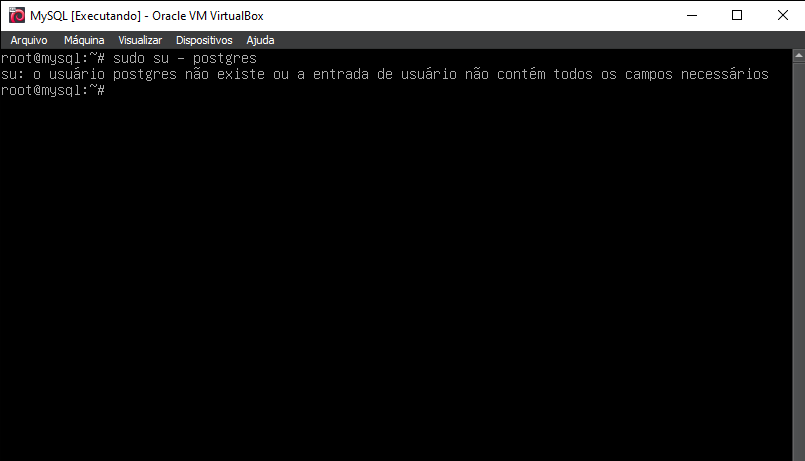 MySQL [Executando] - Oracle VM VirtualBox
Arquivo Máquina Visualizar Dispositivos Ajuda
root@mysql:~# sudo su - postgres
su: o usuário postgres não existe ou a entrada de usuário não contém todos os campos necessários
root@mysql:~#